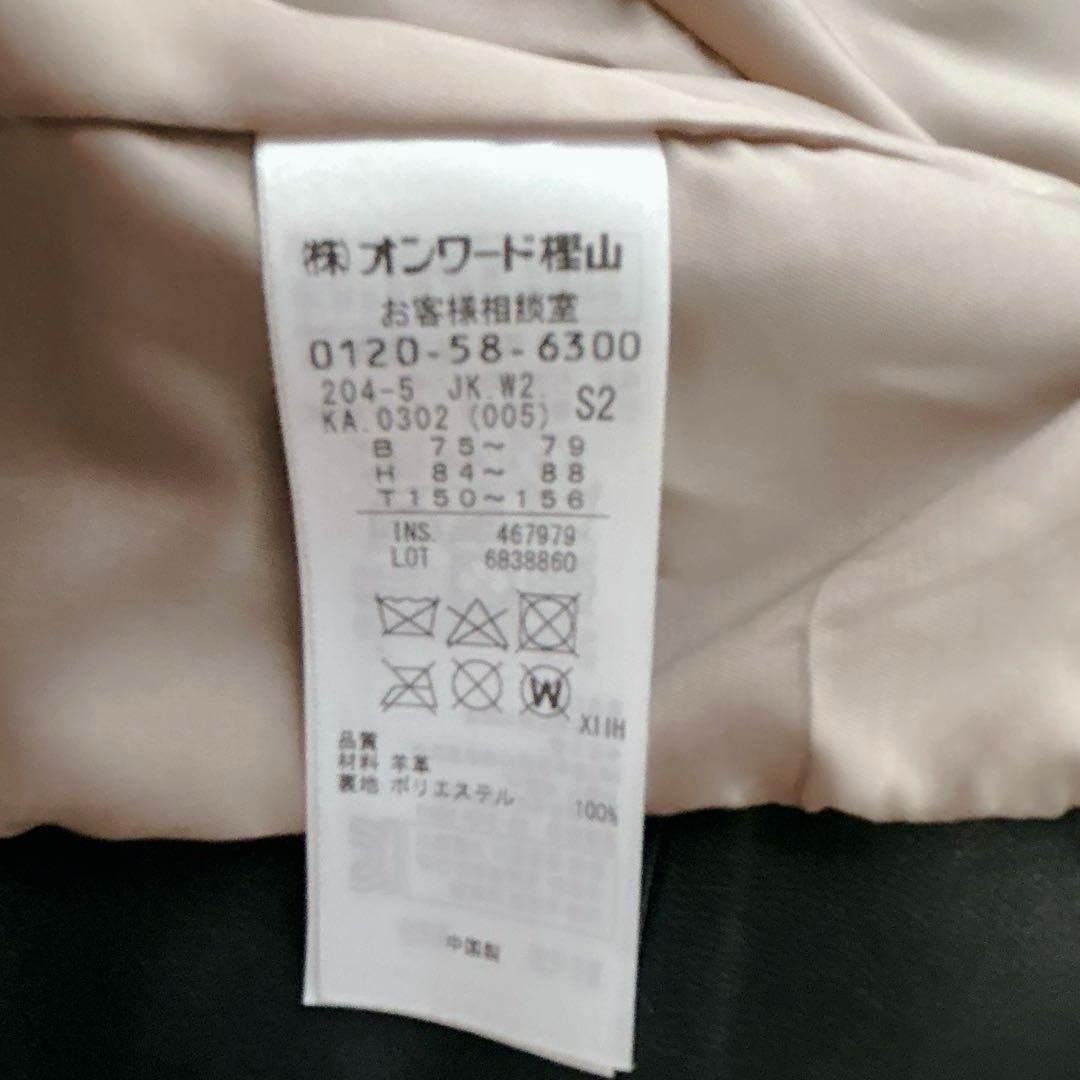 ㈱オンワード樫山
お客様相談室
0120-58-6300
204-5 JK.W2. S2
KA.0302 (005)
B 75～ 79
H 84～ 88
T150～156
INS. 467979
LOT 6838860
W
XIIH
品質
材料 羊革
裏地 ポリエステル 100%
中国製